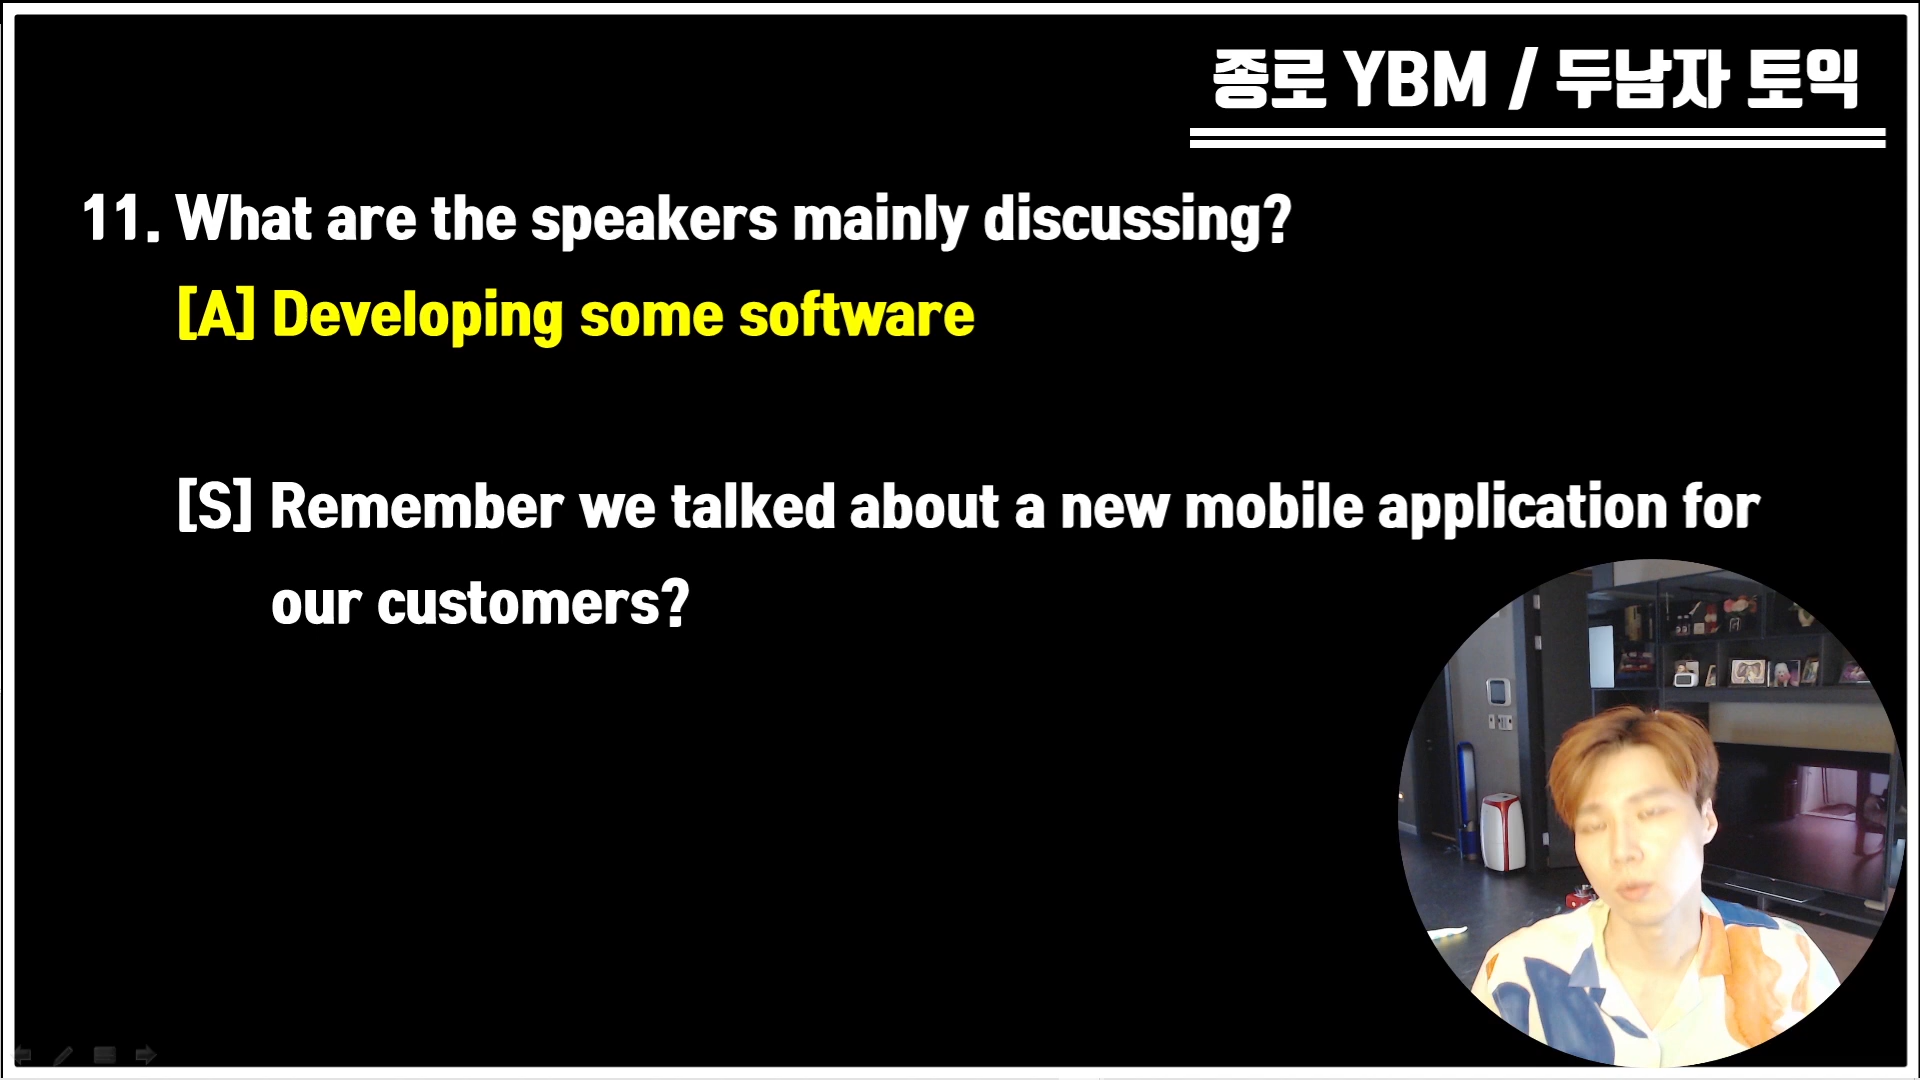 종로 YBM / 두남자 토익
11. What are the speakers mainly discussing?
[A] Developing some software
[S] Remember we talked about a new mobile application for
our customers?